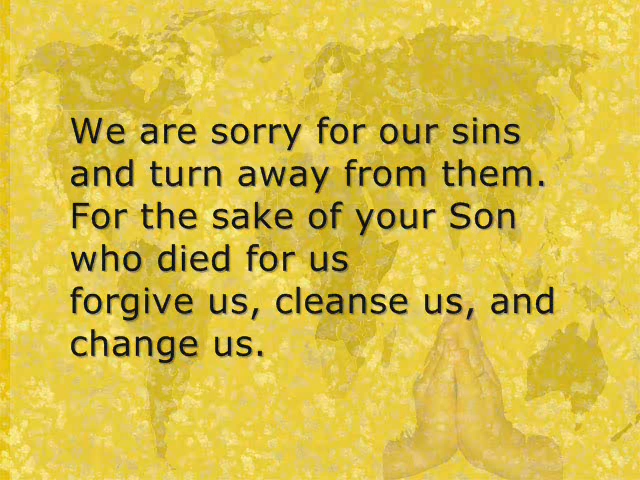 We are sorry for our sins
and turn away from them.
For the sake of your Son
who died for us
forgive us, cleanse us, and
change us.